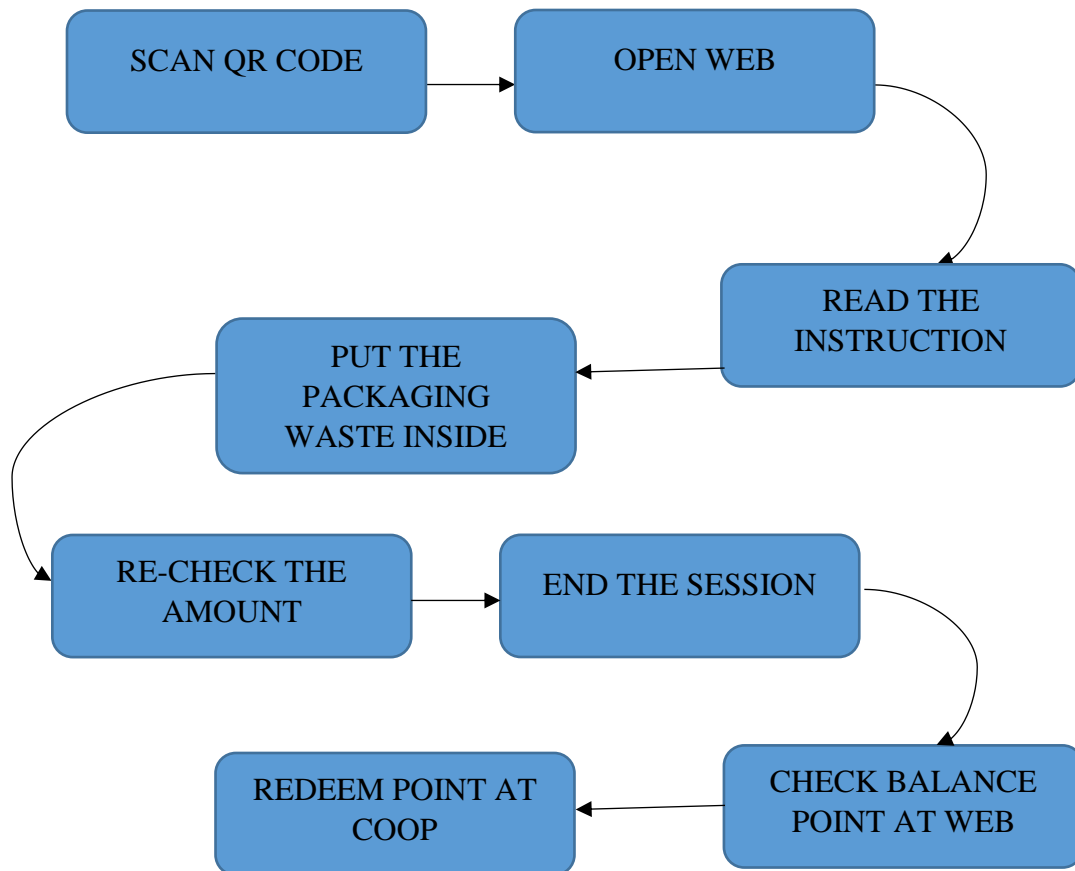 SCAN QR CODE
OPEN WEB
READ THE
INSTRUCTION
PUT THE
PACKAGING
WASTE INSIDE
RE-CHECK THE
AMOUNT
END THE SESSION
CHECK BALANCE
POINT AT WEB
REDEEM POINT AT
COOP